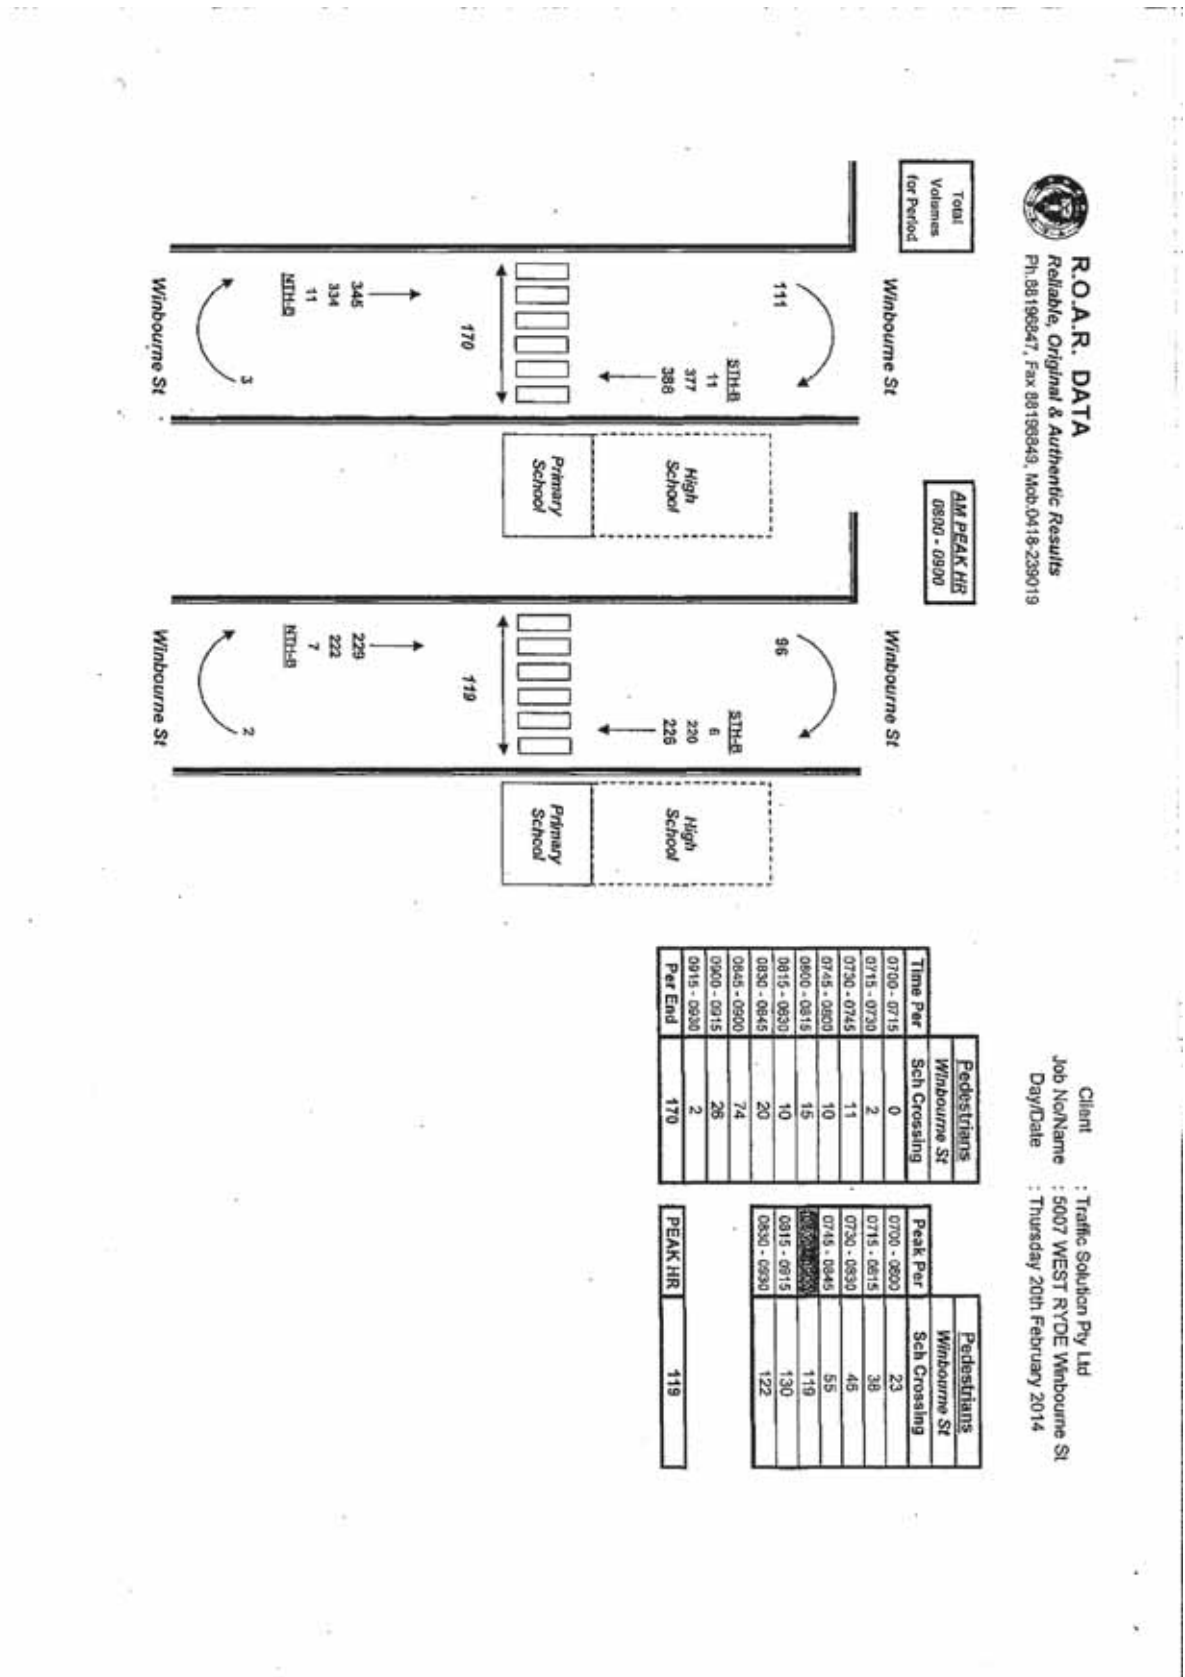 R.O.A.R. DATA
Reliable, Original & Authentic Results
Ph.88196847, Fax 88196849, Mob.0418-239019
Client : Traffic Solution Pty Ltd
Job No/Name : 5007 WEST RYDE Winbourne St
Day/Date : Thursday 20th February 2014
Total
Volumes
for Period
AM PEAK HR
0800 - 0900
Winbourne St
111
STH-B
11
377
388
High
School
170
Primary
School
345
334
11
NTH-B
3
Winbourne St
Winbourne St
96
STH-B
6
220
226
High
School
119
Primary
School
229
222
7
NTH-B
2
Winbourne St
Pedestrians
Winbourne St
Time Per Sch Crossing
0700 - 0715 0
0715 - 0730 2
0730 - 0745 11
0745 - 0800 10
0800 - 0815 15
0815 - 0830 10
0830 - 0845 20
0845 - 0900 74
0900 - 0915 26
0915 - 0930 2
Per End 170
Pedestrians
Winbourne St
Peak Per Sch Crossing
0700 - 0800 23
0715 - 0815 38
0730 - 0830 46
0745 - 0845 55
119
0815 - 0915 130
0830 - 0930 122
PEAK HR 119